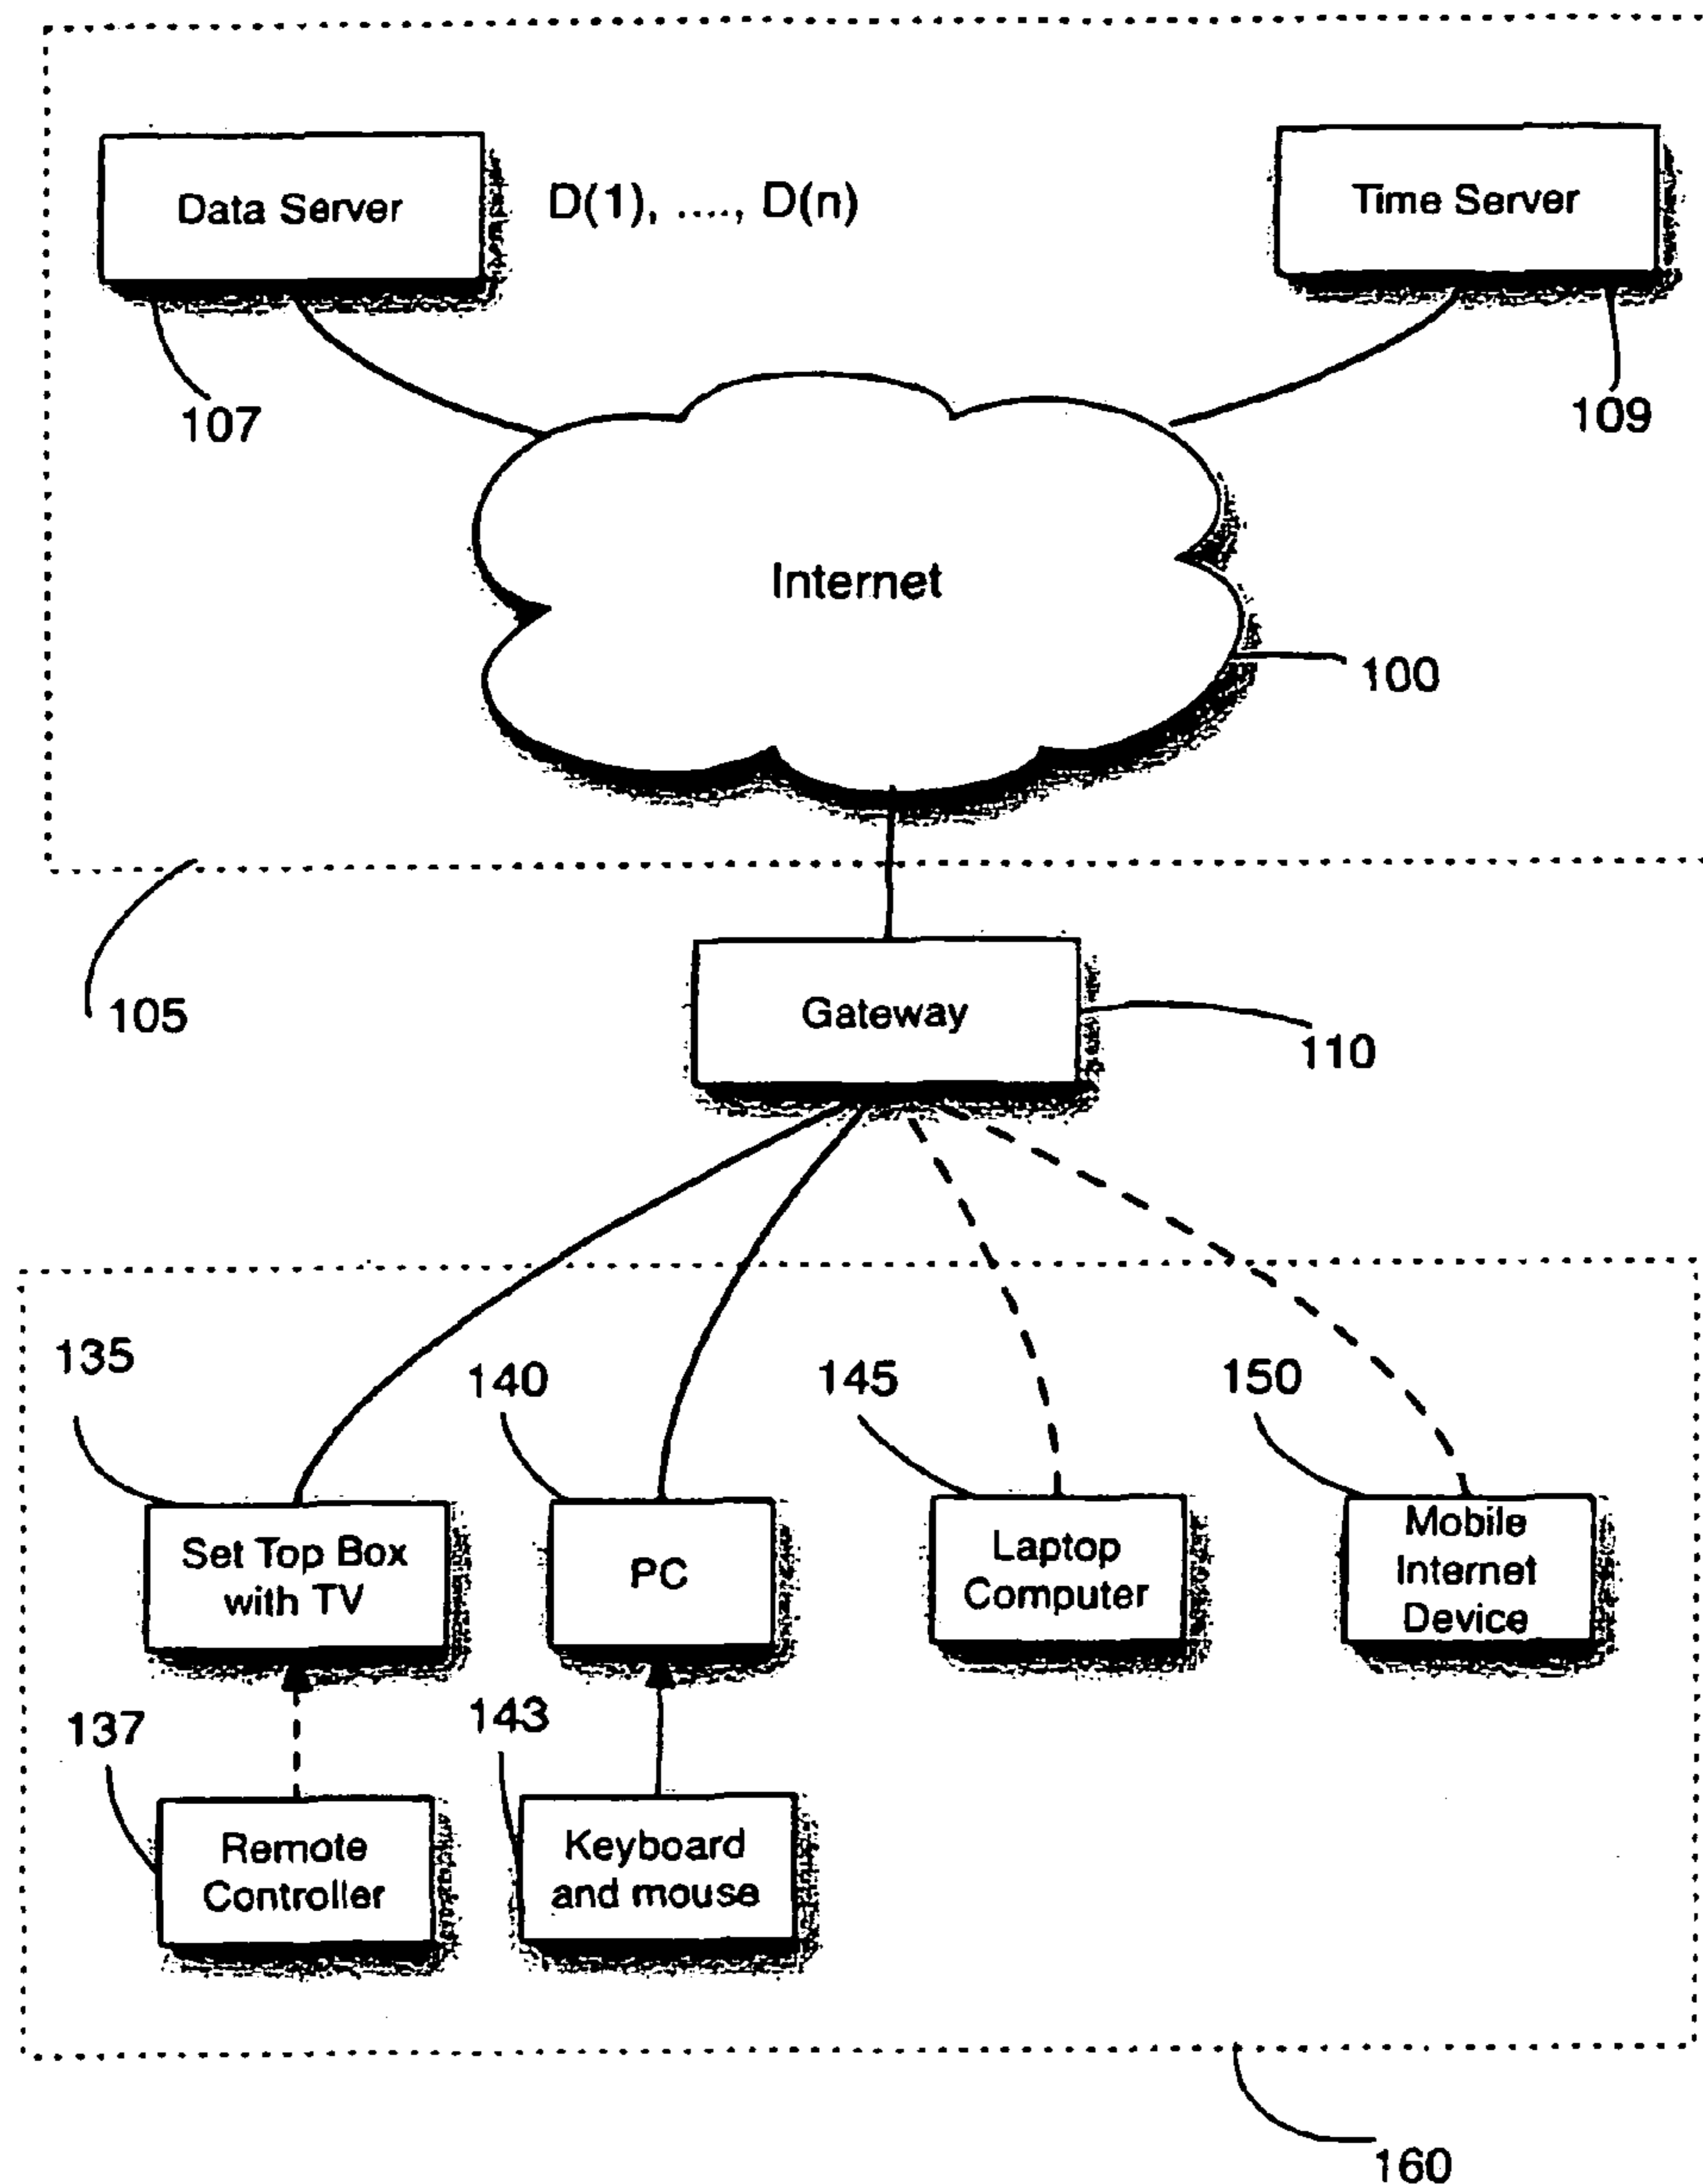 Data Server
D(1), ...., D(n)
Time Server
107
109
Internet
100
105
Gateway
110
135
140
145
150
Set Top Box
with TV
PC
Laptop
Computer
Mobile
Internet
Device
137
143
Remote
Controller
Keyboard
and mouse
160